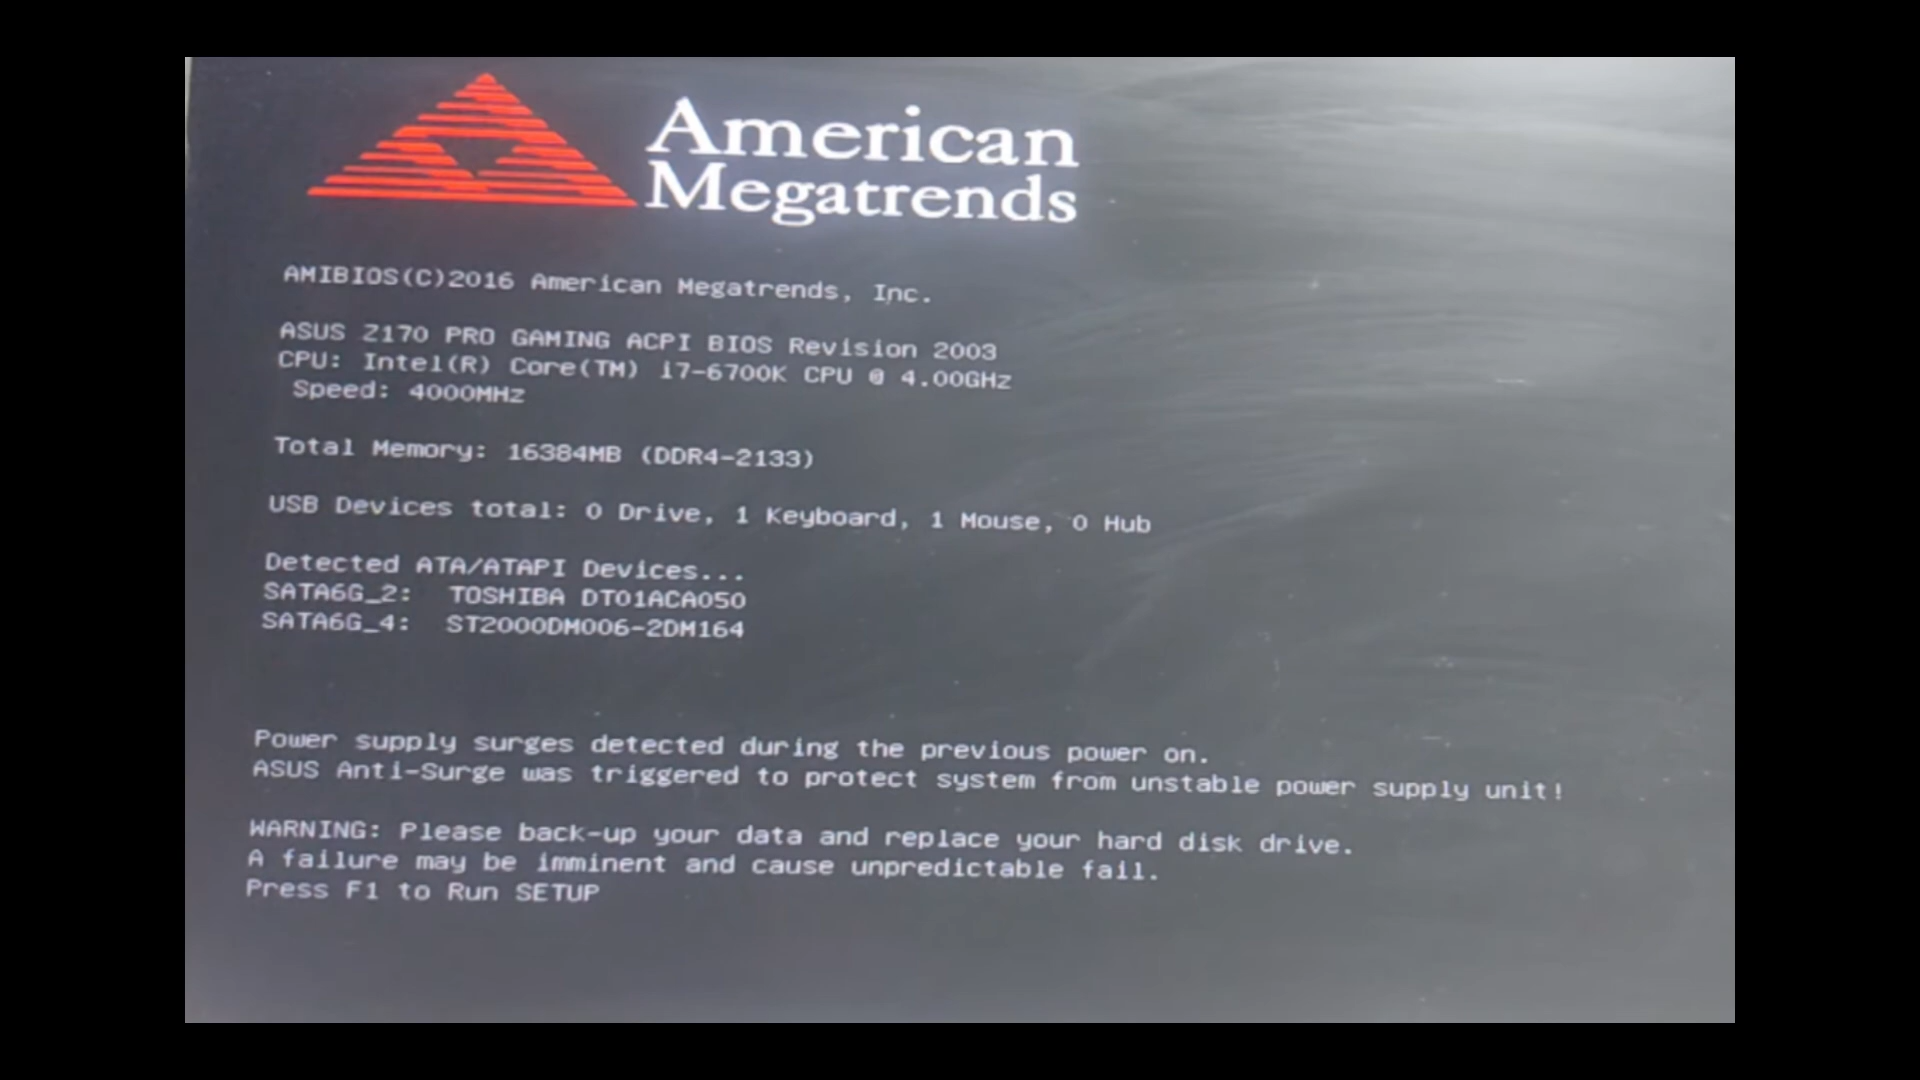 American
Megatrends
AMIBIOS(C)2016 American Megatrends, Inc.
ASUS Z170 PRO GAMING ACPI BIOS Revision 2003
CPU: Intel(R) Core(TM) i7-6700K CPU @ 4.00GHz
Speed: 4000MHz
Total Memory: 16384MB (DDR4-2133)
USB Devices total: 0 Drive, 1 Keyboard, 1 Mouse, 0 Hub
Detected ATA/ATAPI Devices...
SATA6G_2: TOSHIBA DT01ACA050
SATA6G_4: ST2000DM006-2DM164
Power supply surges detected during the previous power on.
ASUS Anti-Surge was triggered to protect system from unstable power supply unit!
WARNING: Please back-up your data and replace your hard disk drive.
A failure may be imminent and cause unpredictable fail.
Press F1 to Run SETUP